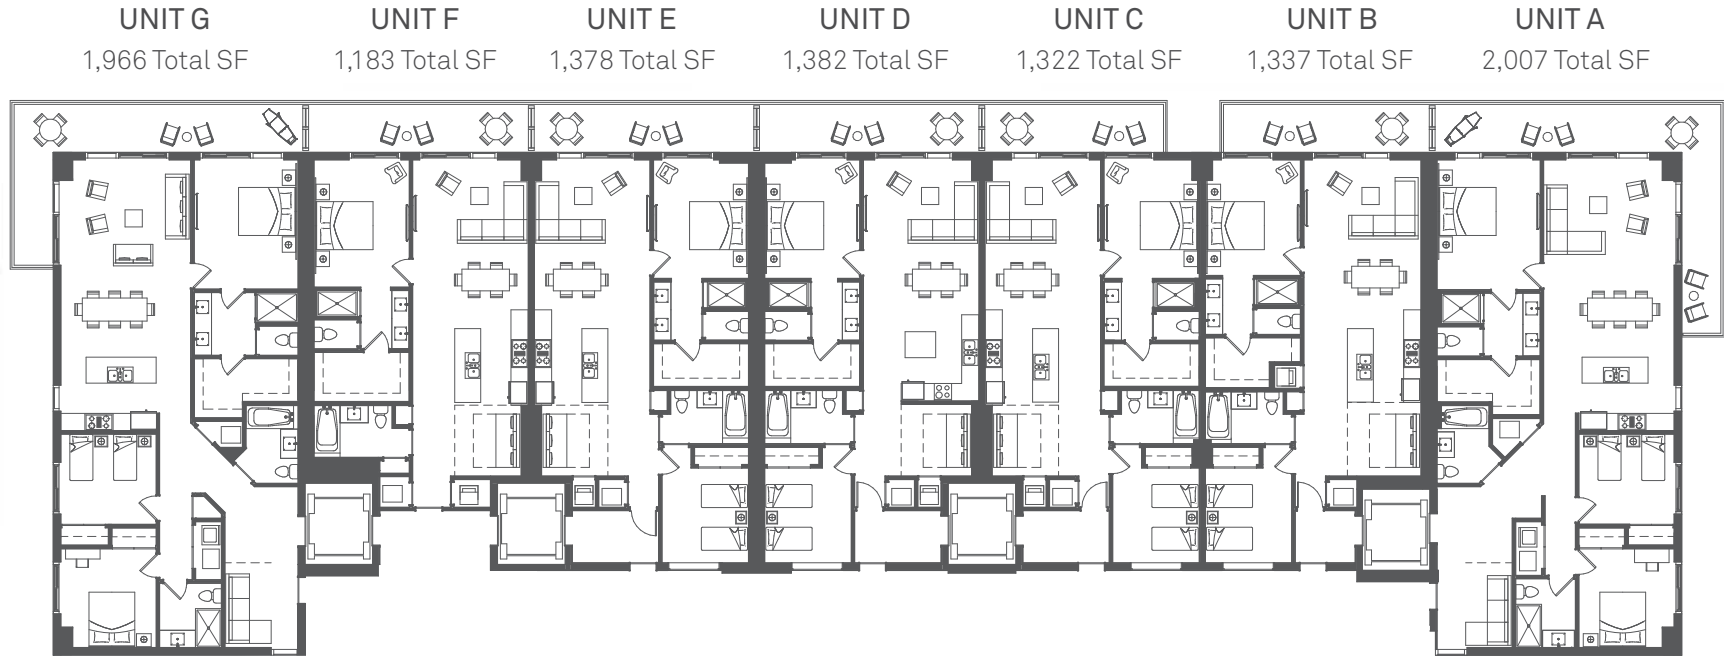 UNIT G
1,966 Total SF
UNIT F
1,183 Total SF
UNIT E
1,378 Total SF
UNIT D
1,382 Total SF
UNIT C
1,322 Total SF
UNIT B
1,337 Total SF
UNIT A
2,007 Total SF